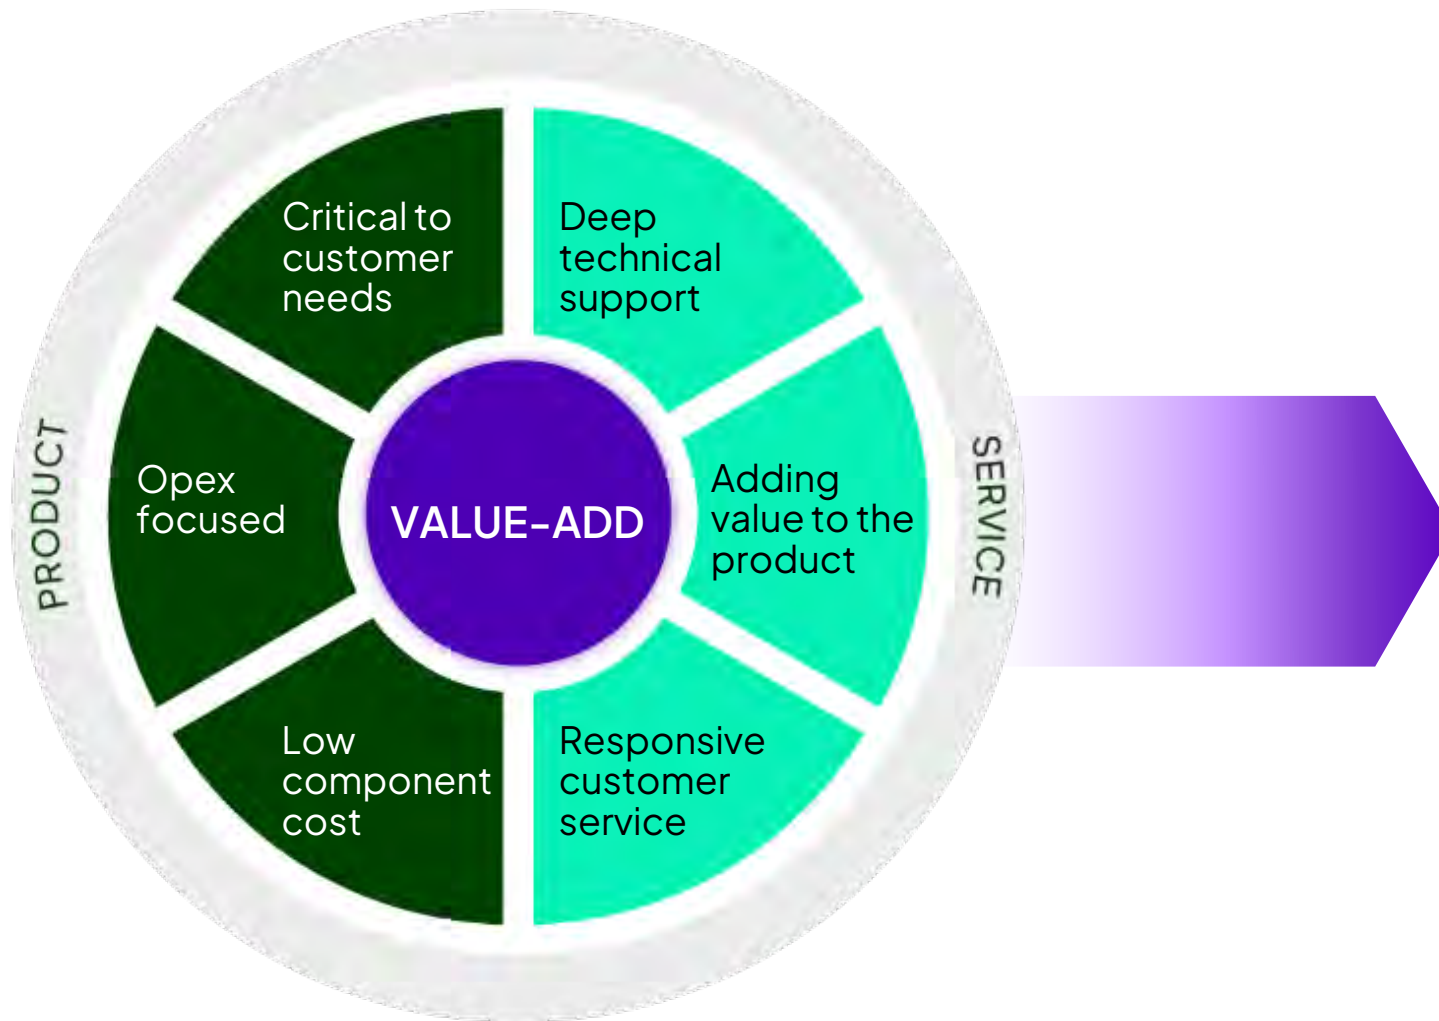 PRODUCT
Critical to
customer
needs
Opex
focused
Low
component
cost
VALUE-ADD
Deep
technical
support
Adding
value to the
product
Responsive
customer
service
SERVICE